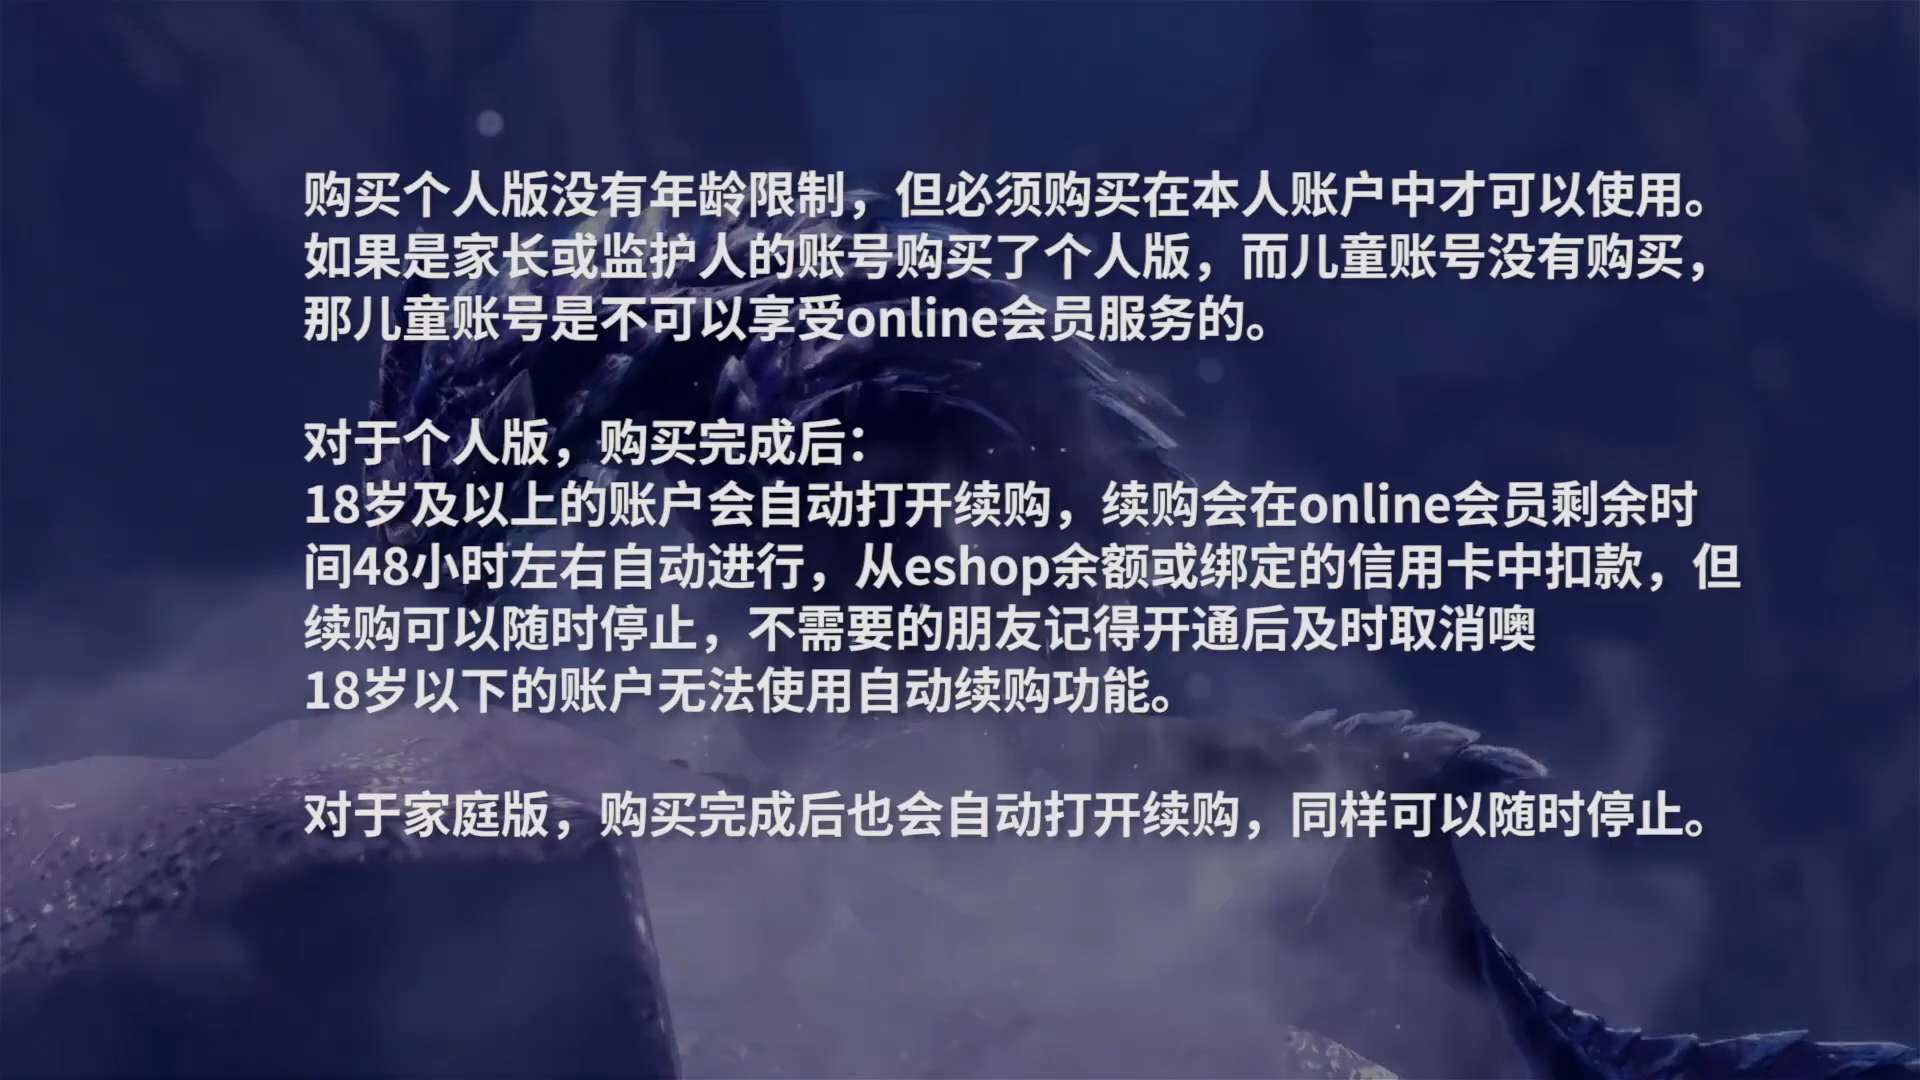 购买个人版没有年龄限制，但必须购买在本人账户中才可以使用。
如果是家长或监护人的账号购买了个人版，而儿童账号没有购买，
那儿童账号是不可以享受online会员服务的。
对于个人版，购买完成后：
18岁及以上的账户会自动打开续购，续购会在online会员剩余时
间48小时左右自动进行，从eshop余额或绑定的信用卡中扣款，但
续购可以随时停止，不需要的朋友记得开通后及时取消噢
18岁以下的账户无法使用自动续购功能。
对于家庭版，购买完成后也会自动打开续购，同样可以随时停止。